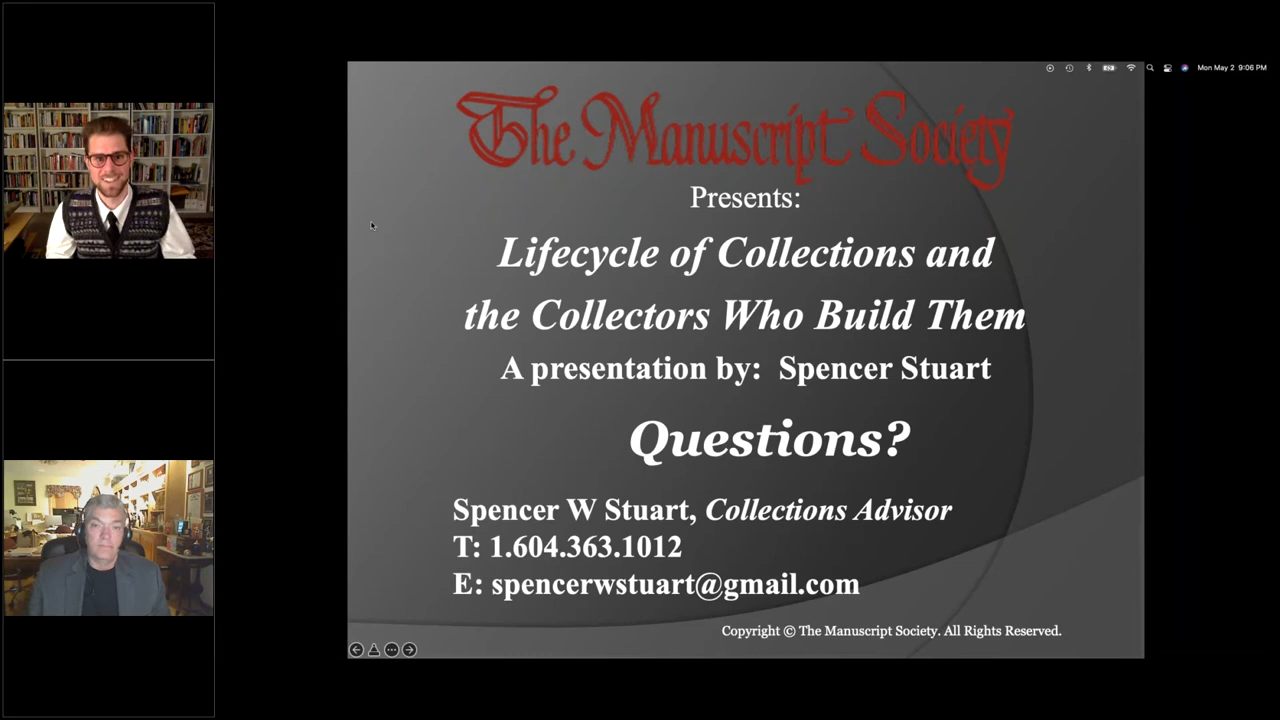 Mon May 2 9:06 PM
The Manuscript Society
Presents:
Lifecycle of Collections and
the Collectors Who Build Them
A presentation by: Spencer Stuart
Questions?
Spencer W Stuart, Collections Advisor
T: 1.604.363.1012
E: spencerwstuart@gmail.com
Copyright © The Manuscript Society. All Rights Reserved.